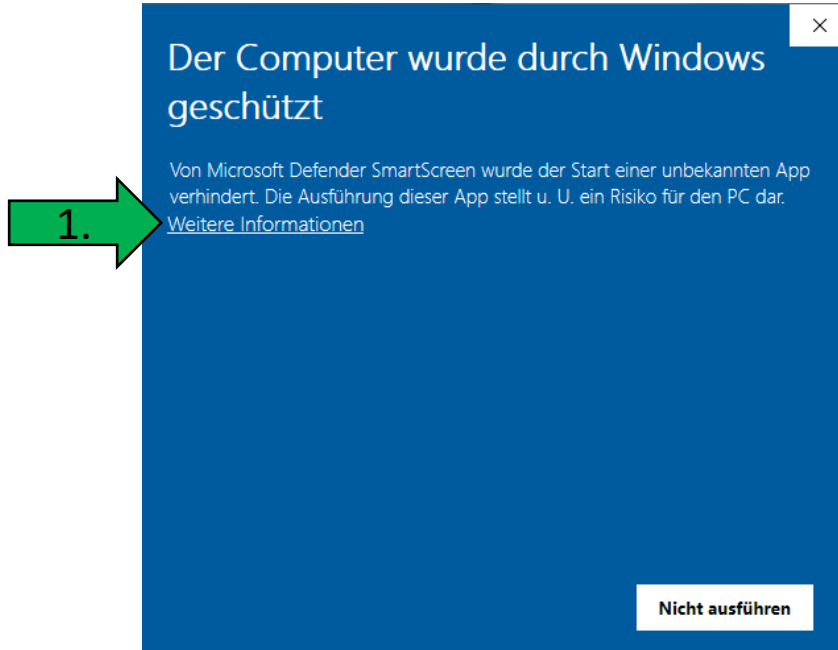 Der Computer wurde durch Windows
geschützt
Von Microsoft Defender SmartScreen wurde der Start einer unbekannten App
verhindert. Die Ausführung dieser App stellt u. U. ein Risiko für den PC dar.
1.
Weitere Informationen
Nicht ausführen